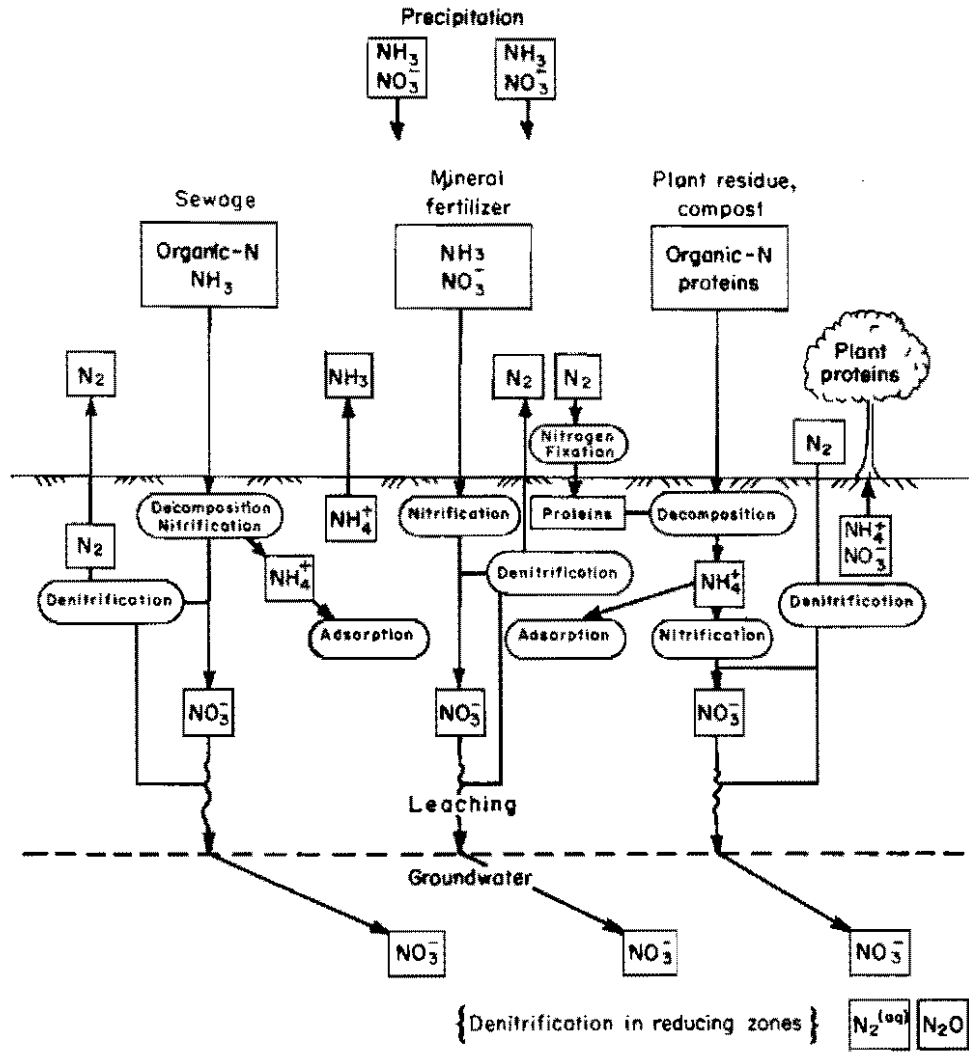 Precipitation
NH₃
NO₃⁻
NH₃
NO₃⁻
Sewage
Organic-N
NH₃
Mineral
fertilizer
NH₃
NO₃⁻
Plant residue,
compost
Organic-N
proteins
N₂
NH₃
N₂
N₂
Plant
proteins
Nitrogen
Fixation
N₂
Decomposition
Nitrification
NH₄⁺
Nitrification
Proteins
Decomposition
NH₄⁺
NO₃⁻
N₂
NH₄⁺
Denitrification
NH₄⁺
Denitrification
Denitrification
Adsorption
Adsorption
Nitrification
NO₃⁻
NO₃⁻
NO₃⁻
Leaching
Groundwater
NO₃⁻
NO₃⁻
NO₃⁻
{Denitrification in reducing zones}
N₂(aq)
N₂O